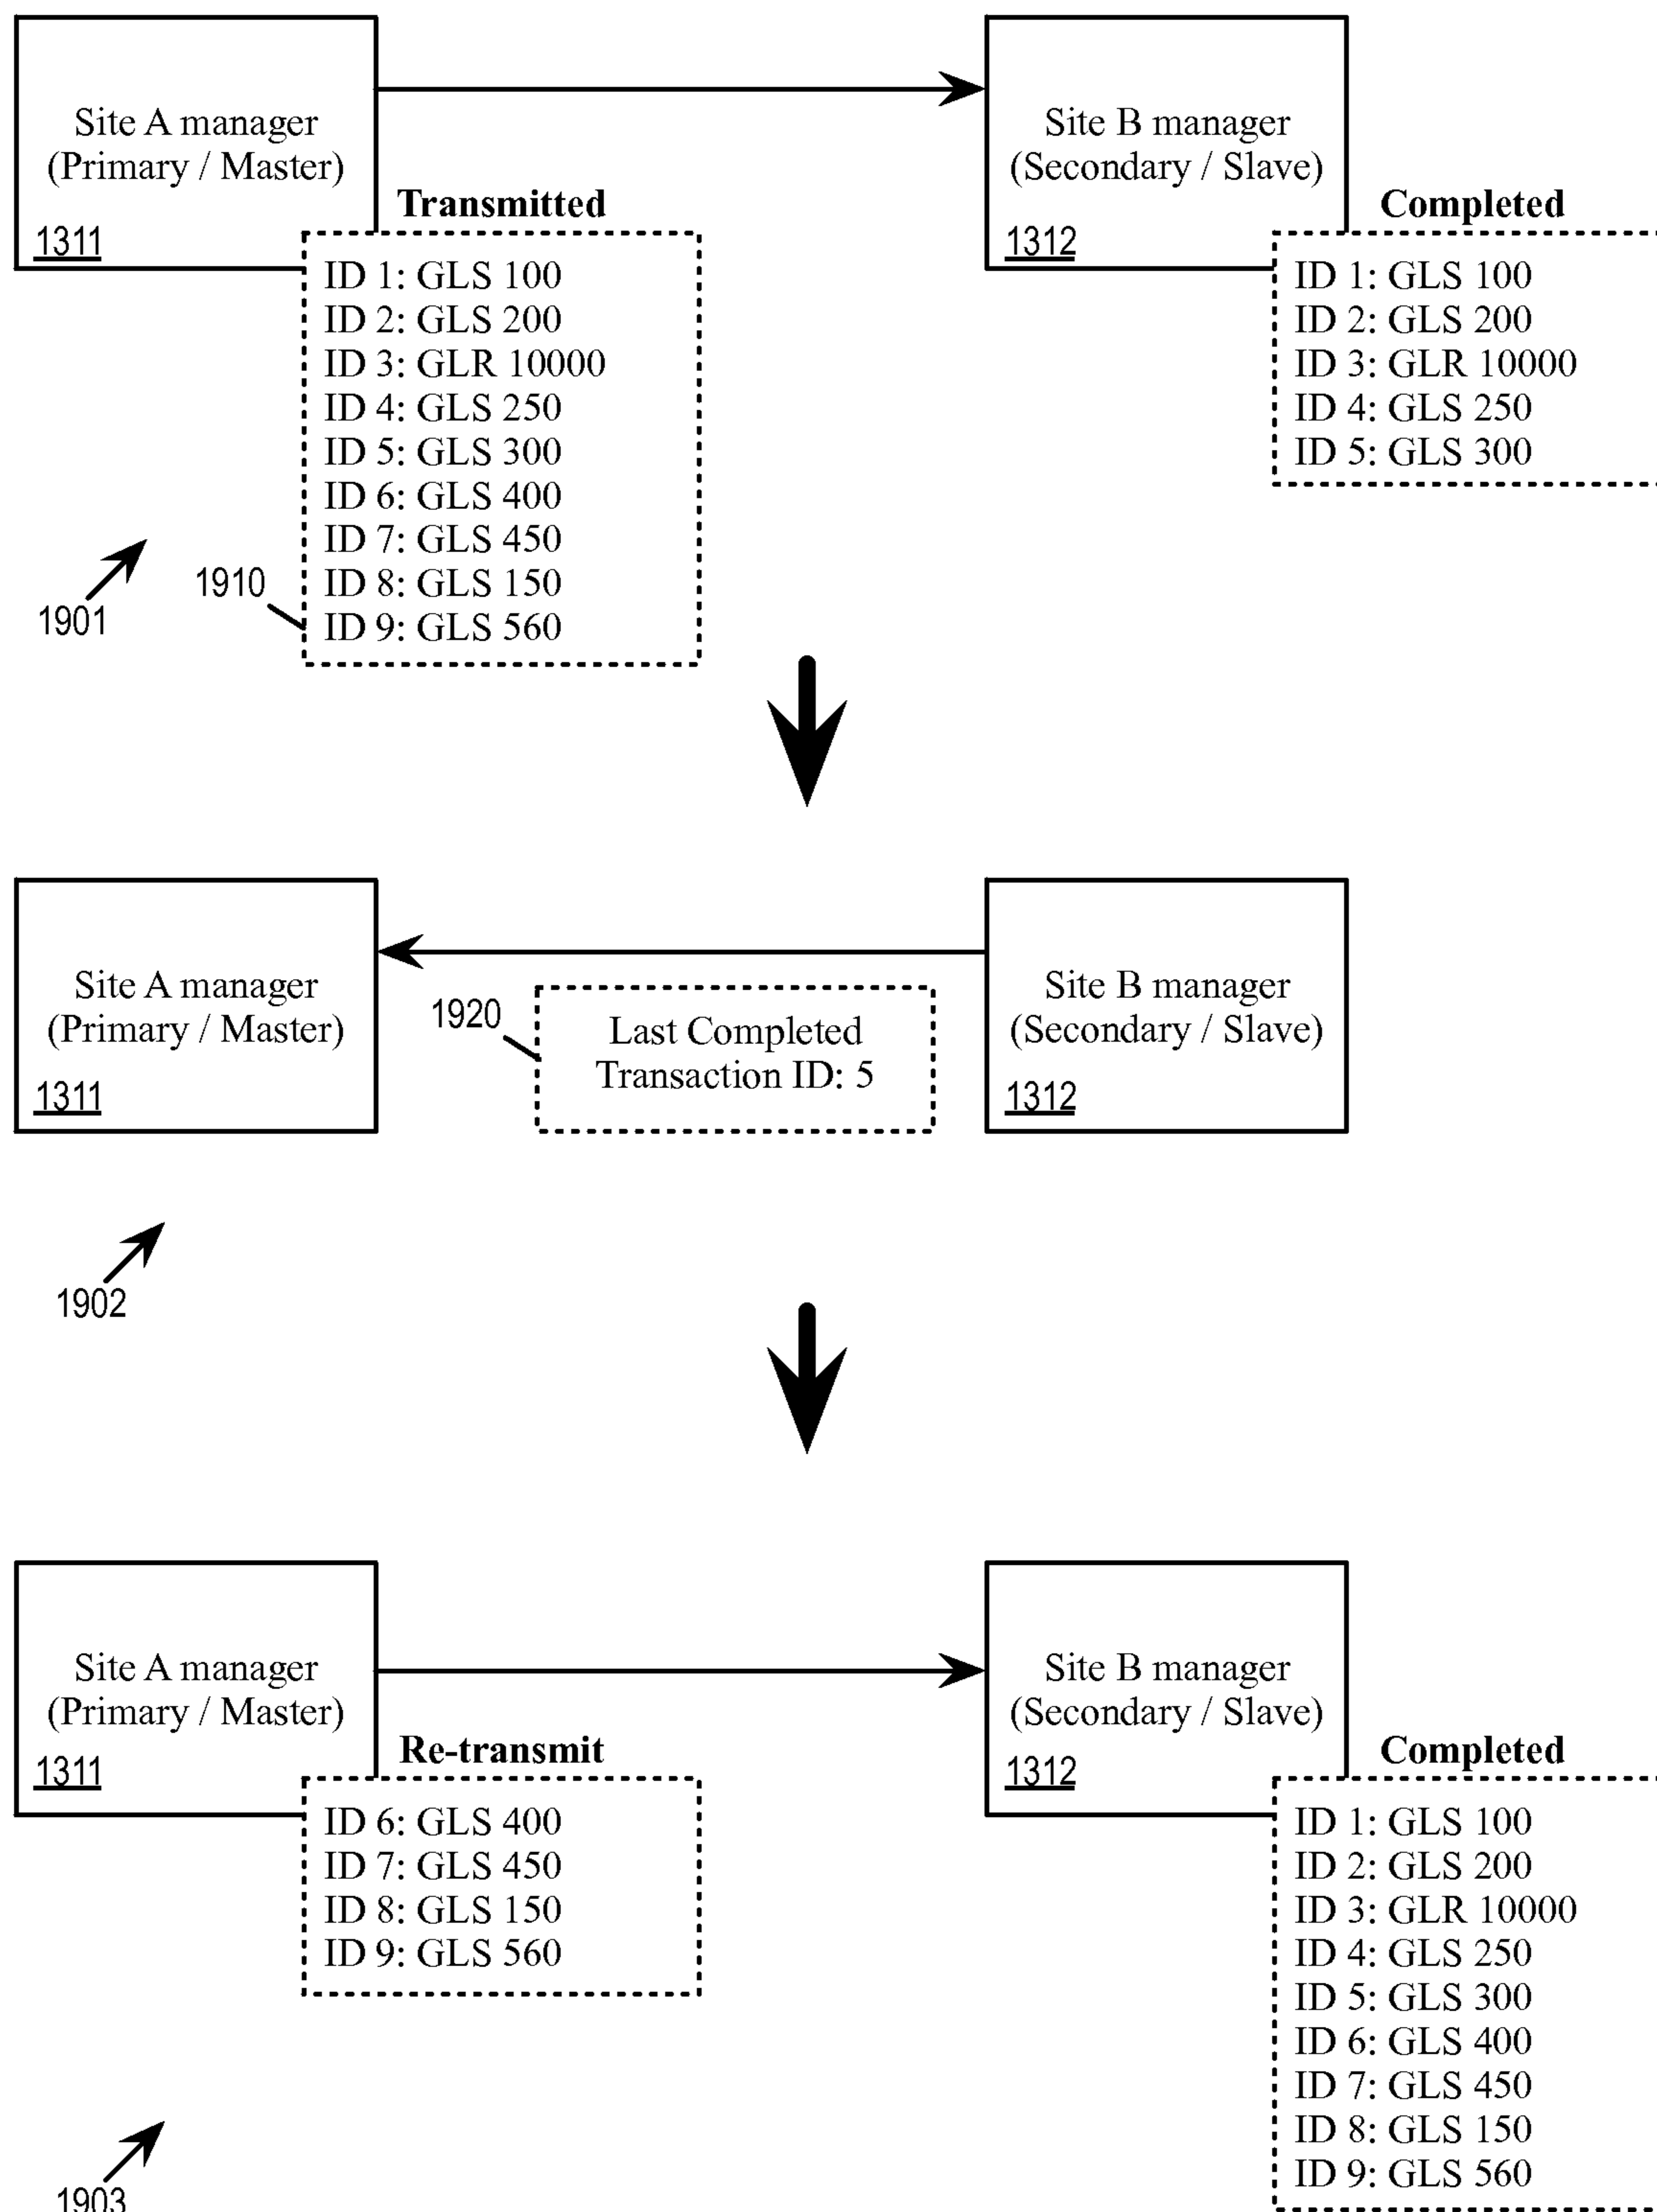 Site A manager
(Primary / Master)
1311
Site B manager
(Secondary / Slave)
1312
Transmitted
ID 1: GLS 100
ID 2: GLS 200
ID 3: GLR 10000
ID 4: GLS 250
ID 5: GLS 300
ID 6: GLS 400
ID 7: GLS 450
ID 8: GLS 150
ID 9: GLS 560
Completed
ID 1: GLS 100
ID 2: GLS 200
ID 3: GLR 10000
ID 4: GLS 250
ID 5: GLS 300
1901
1910
Site A manager
(Primary / Master)
1311
1920
Last Completed
Transaction ID: 5
Site B manager
(Secondary / Slave)
1312
1902
Site A manager
(Primary / Master)
1311
Site B manager
(Secondary / Slave)
1312
Re-transmit
ID 6: GLS 400
ID 7: GLS 450
ID 8: GLS 150
ID 9: GLS 560
Completed
ID 1: GLS 100
ID 2: GLS 200
ID 3: GLR 10000
ID 4: GLS 250
ID 5: GLS 300
ID 6: GLS 400
ID 7: GLS 450
ID 8: GLS 150
ID 9: GLS 560
1903